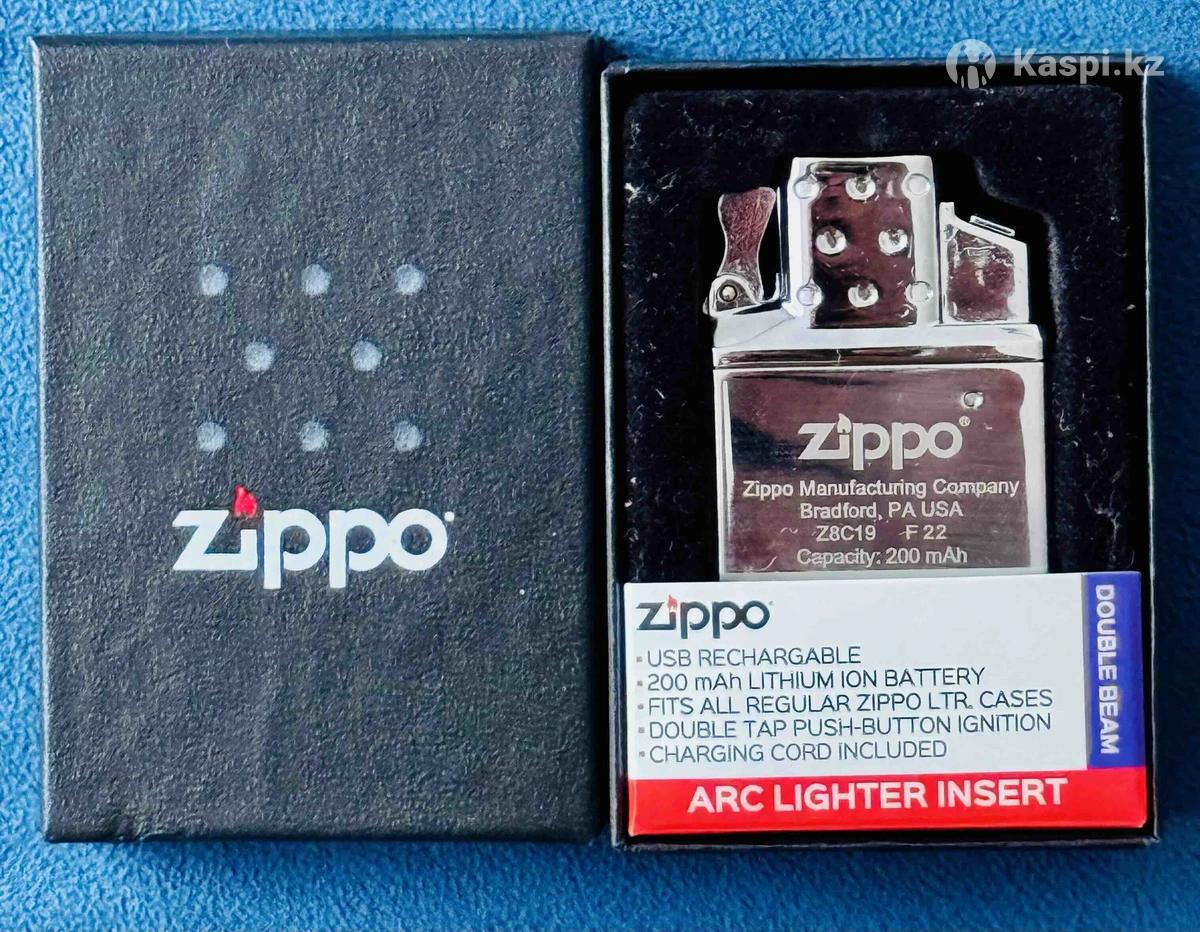 Kaspi.kz
zippo
zippo®
Zippo Manufacturing Company
Bradford, PA USA
Z8C19 F 22
Capacity: 200 mAh
zippo
USB RECHARGABLE
200 mAh LITHIUM ION BATTERY
FITS ALL REGULAR ZIPPO LTR. CASES
DOUBLE TAP PUSH-BUTTON IGNITION
CHARGING CORD INCLUDED
DOUBLE BEAM
ARC LIGHTER INSERT